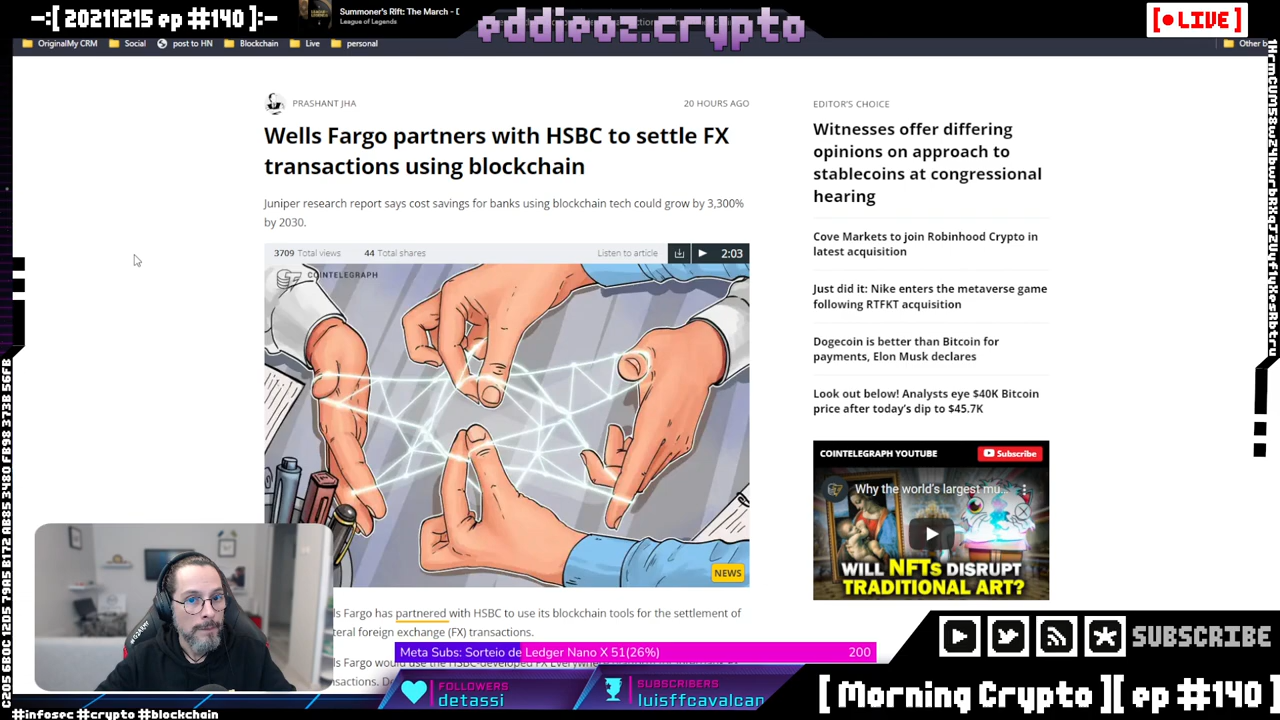 -:[ 20211215 ep #140 ]:-
Summoner's Rift: The March - D
League of Legends
eddieoz.crypto
[ LIVE ]
OriginalMy CRM
Social
post to HN
Blockchain
Live
personal
Other b
PRASHANT JHA
20 HOURS AGO
Wells Fargo partners with HSBC to settle FX
transactions using blockchain
Juniper research report says cost savings for banks using blockchain tech could grow by 3,300%
by 2030.
3709 Total views
44 Total shares
Listen to article
2:03
COINTELEGRAPH
NEWS
ls Fargo has partnered with HSBC to use its blockchain tools for the settlement of
teral foreign exchange (FX) transactions.
EDITOR'S CHOICE
Witnesses offer differing
opinions on approach to
stablecoins at congressional
hearing
Cove Markets to join Robinhood Crypto in
latest acquisition
Just did it: Nike enters the metaverse game
following RTFKT acquisition
Dogecoin is better than Bitcoin for
payments, Elon Musk declares
Look out below! Analysts eye $40K Bitcoin
price after today's dip to $45.7K
COINTELEGRAPH YOUTUBE
Subscribe
Why the world's largest mu...
WILL NFTs DISRUPT
TRADITIONAL ART?
Meta Subs: Sorteio de Ledger Nano X 51(26%)
200
FOLLOWERS
detassi
SUBSCRIBERS
luisffcavalcan
SUBSCRIBE
[ Morning Crypto ][ ep #140 ]
#infosec #crypto #blockchain